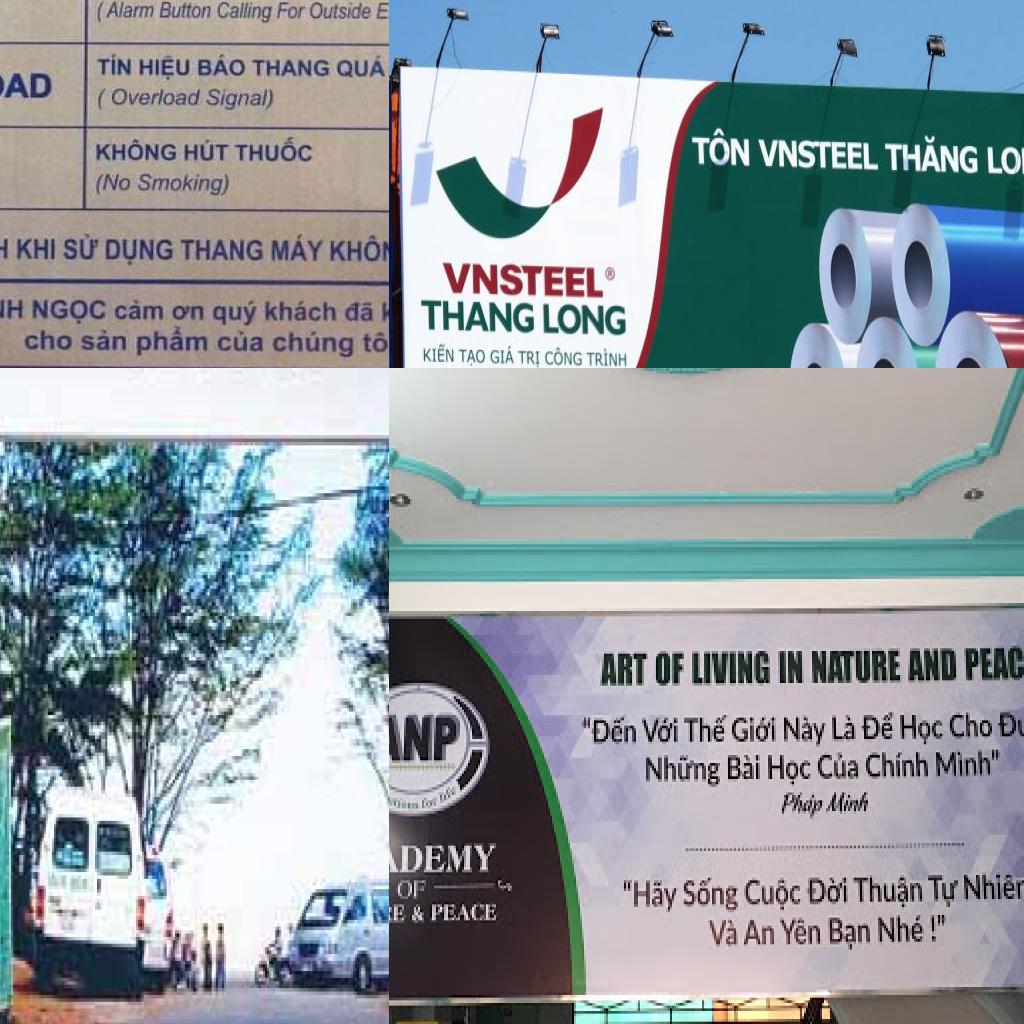 ( Alarm Button Calling For Outside E
OAD
TÍN HIỆU BÁO THANG QUÁ
( Overload Signal)
KHÔNG HÚT THUỐC
(No Smoking)
H KHI SỬ DỤNG THANG MÁY KHÔN
NH NGỌC cảm ơn quý khách đã k
cho sản phẩm của chúng tô
TÔN VNSTEEL THĂNG LO
VNSTEEL®
THANG LONG
KIẾN TẠO GIÁ TRỊ CÔNG TRÌNH
ANP
ADEMY
OF
E & PEACE
ART OF LIVING IN NATURE AND PEAC
“Đến Với Thế Giới Này Là Để Học Cho Đư
Những Bài Học Của Chính Mình”
Pháp Minh
“Hãy Sống Cuộc Đời Thuận Tự Nhiên
Và An Yên Bạn Nhé !”